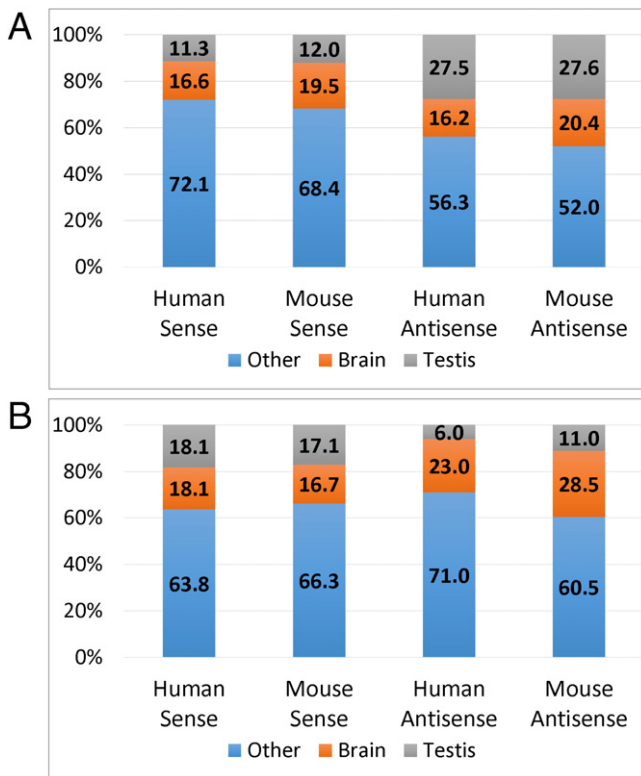 A
100%
80%
60%
40%
20%
0%
11.3 12.0 27.5 27.6
16.6 19.5 16.2 20.4
72.1 68.4 56.3 52.0
Human Mouse Human Mouse
Sense Sense Antisense Antisense
Other Brain Testis
B
100%
80%
60%
40%
20%
0%
18.1 17.1 6.0 11.0
18.1 16.7 23.0 28.5
63.8 66.3 71.0 60.5
Human Mouse Human Mouse
Sense Sense Antisense Antisense
Other Brain Testis